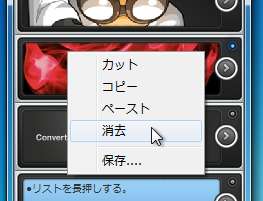 カット
コピー
ペースト
消去
Convert
保存....
●リストを長押しする。